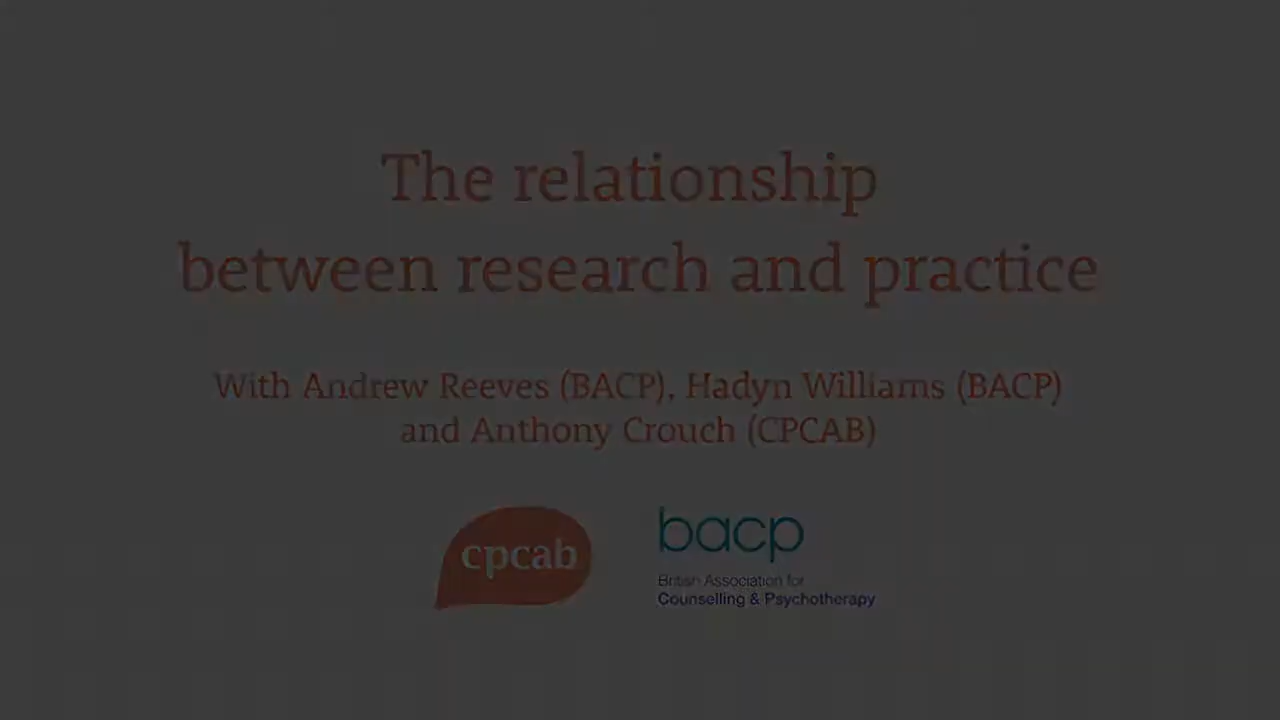 The relationship
between research and practice
With Andrew Reeves (BACP), Hadyn Williams (BACP)
and Anthony Crouch (CPCAB)
cpcab
bacp
British Association for
Counselling & Psychotherapy